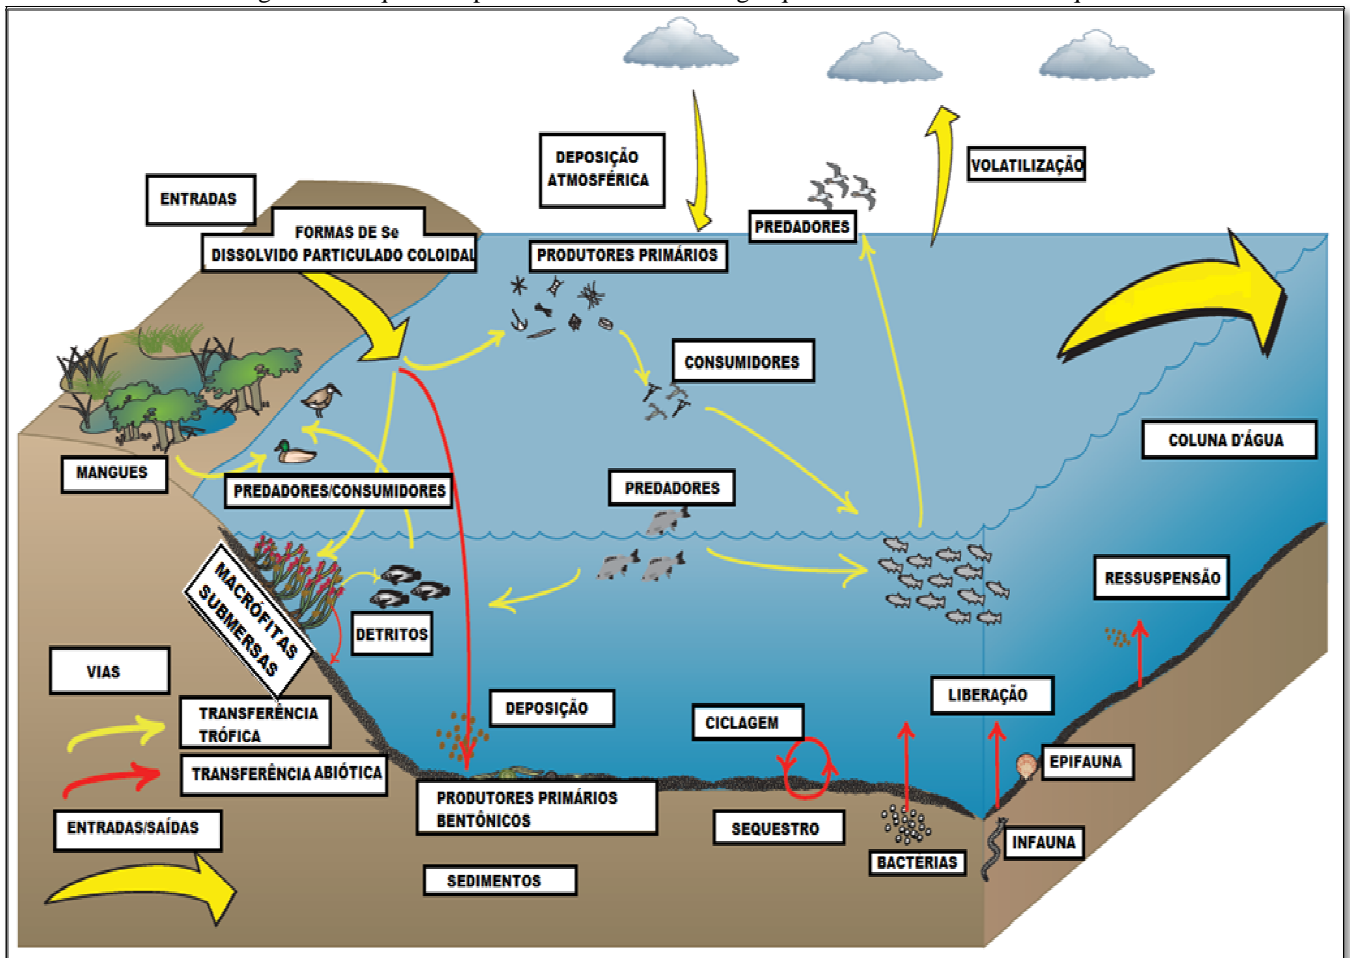 DEPOSIÇÃO
ATMOSFÉRICA
VOLATILIZAÇÃO
ENTRADAS
FORMAS DE Se
DISSOLVIDO PARTICULADO COLOIDAL
PREDADORES
PRODUTORES PRIMÁRIOS
CONSUMIDORES
COLUNA D'ÁGUA
MANGUES
PREDADORES/CONSUMIDORES
PREDADORES
RESSUSPENSÃO
MACRÓFITAS
SUBMERSAS
DETRITOS
VIAS
LIBERAÇÃO
DEPOSIÇÃO
CICLAGEM
TRANSFERÊNCIA
TRÓFICA
TRANSFERÊNCIA ABIÓTICA
EPIFAUNA
PRODUTORES PRIMÁRIOS
BENTÔNICOS
ENTRADAS/SAÍDAS
SEQUESTRO
INFAUNA
BACTÉRIAS
SEDIMENTOS